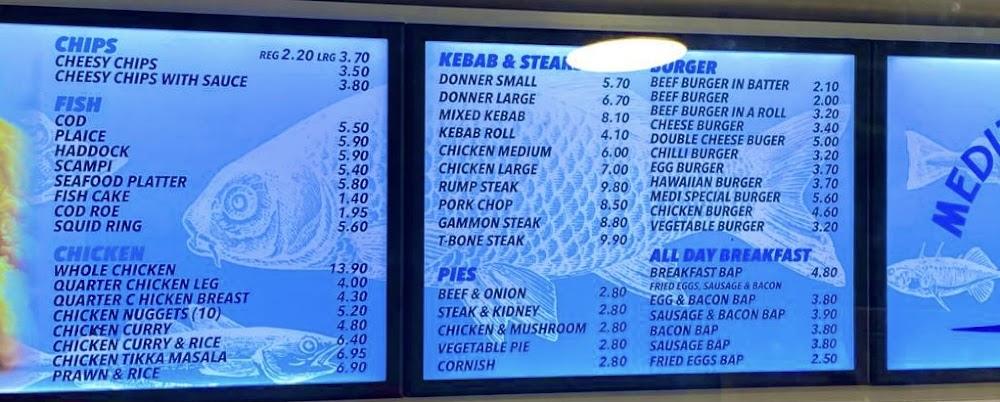 CHIPS REG 2.20 LRG 3.70
CHEESY CHIPS 3.50
CHEESY CHIPS WITH SAUCE 3.80
FISH
COD 5.50
PLAICE 5.90
HADDOCK 5.90
SCAMPI 5.40
SEAFOOD PLATTER 5.80
FISH CAKE 1.40
COD ROE 1.95
SQUID RING 5.60
CHICKEN
WHOLE CHICKEN 13.90
QUARTER CHICKEN LEG 4.00
QUARTER C HICKEN BREAST 4.30
CHICKEN NUGGETS (10) 5.20
CHICKEN CURRY 4.80
CHICKEN CURRY & RICE 6.40
CHICKEN TIKKA MASALA 6.95
PRAWN & RICE 6.90
KEBAB &
DONNER SMALL 5.70
DONNER LARGE 6.70
MIXED KEBAB 8.10
KEBAB ROLL 4.10
CHICKEN MEDIUM 6.00
CHICKEN LARGE 7.00
RUMP STEAK 9.80
PORK CHOP 8.50
GAMMON STEAK 8.80
T-BONE STEAK 9.90
PIES
BEEF & ONION 2.80
STEAK & KIDNEY 2.80
CHICKEN & MUSHROOM 2.80
VEGETABLE PIE 2.80
CORNISH 2.80
BURGER
BEEF BURGER IN BATTER 2.10
BEEF BURGER 2.00
BEEF BURGER IN A ROLL 3.20
CHEESE BURGER 3.40
DOUBLE CHEESE BUGER 5.00
CHILLI BURGER 3.20
EGG BURGER 3.70
HAWAIIAN BURGER 3.70
MEDI SPECIAL BURGER 5.60
CHICKEN BURGER 4.60
VEGETABLE BURGER 3.20
ALL DAY BREAKFAST
BREAKFAST BAP 4.80
FRIED EGGS, SAUSAGE & BACON
EGG & BACON BAP 3.80
SAUSAGE & BACON BAP 3.90
BACON BAP 3.80
SAUSAGE BAP 3.80
FRIED EGGS BAP 2.50